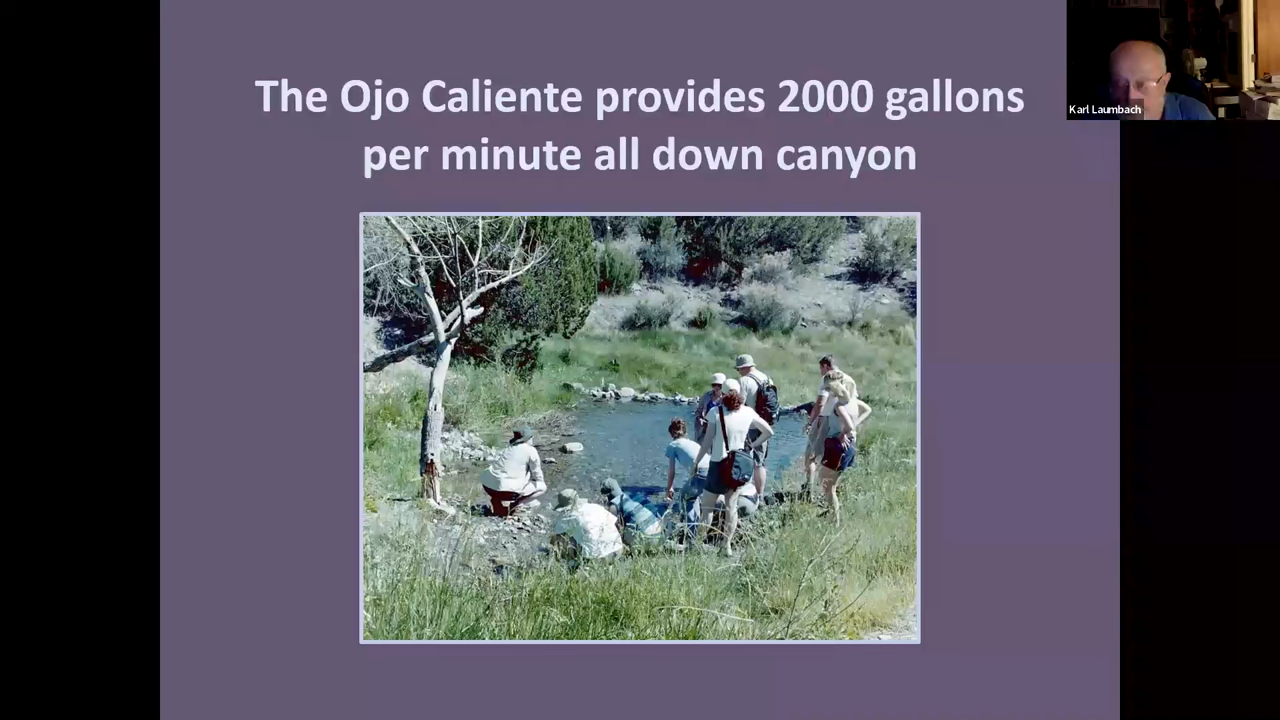 The Ojo Caliente provides 2000 gallons
per minute all down canyon
Karl Laumbach